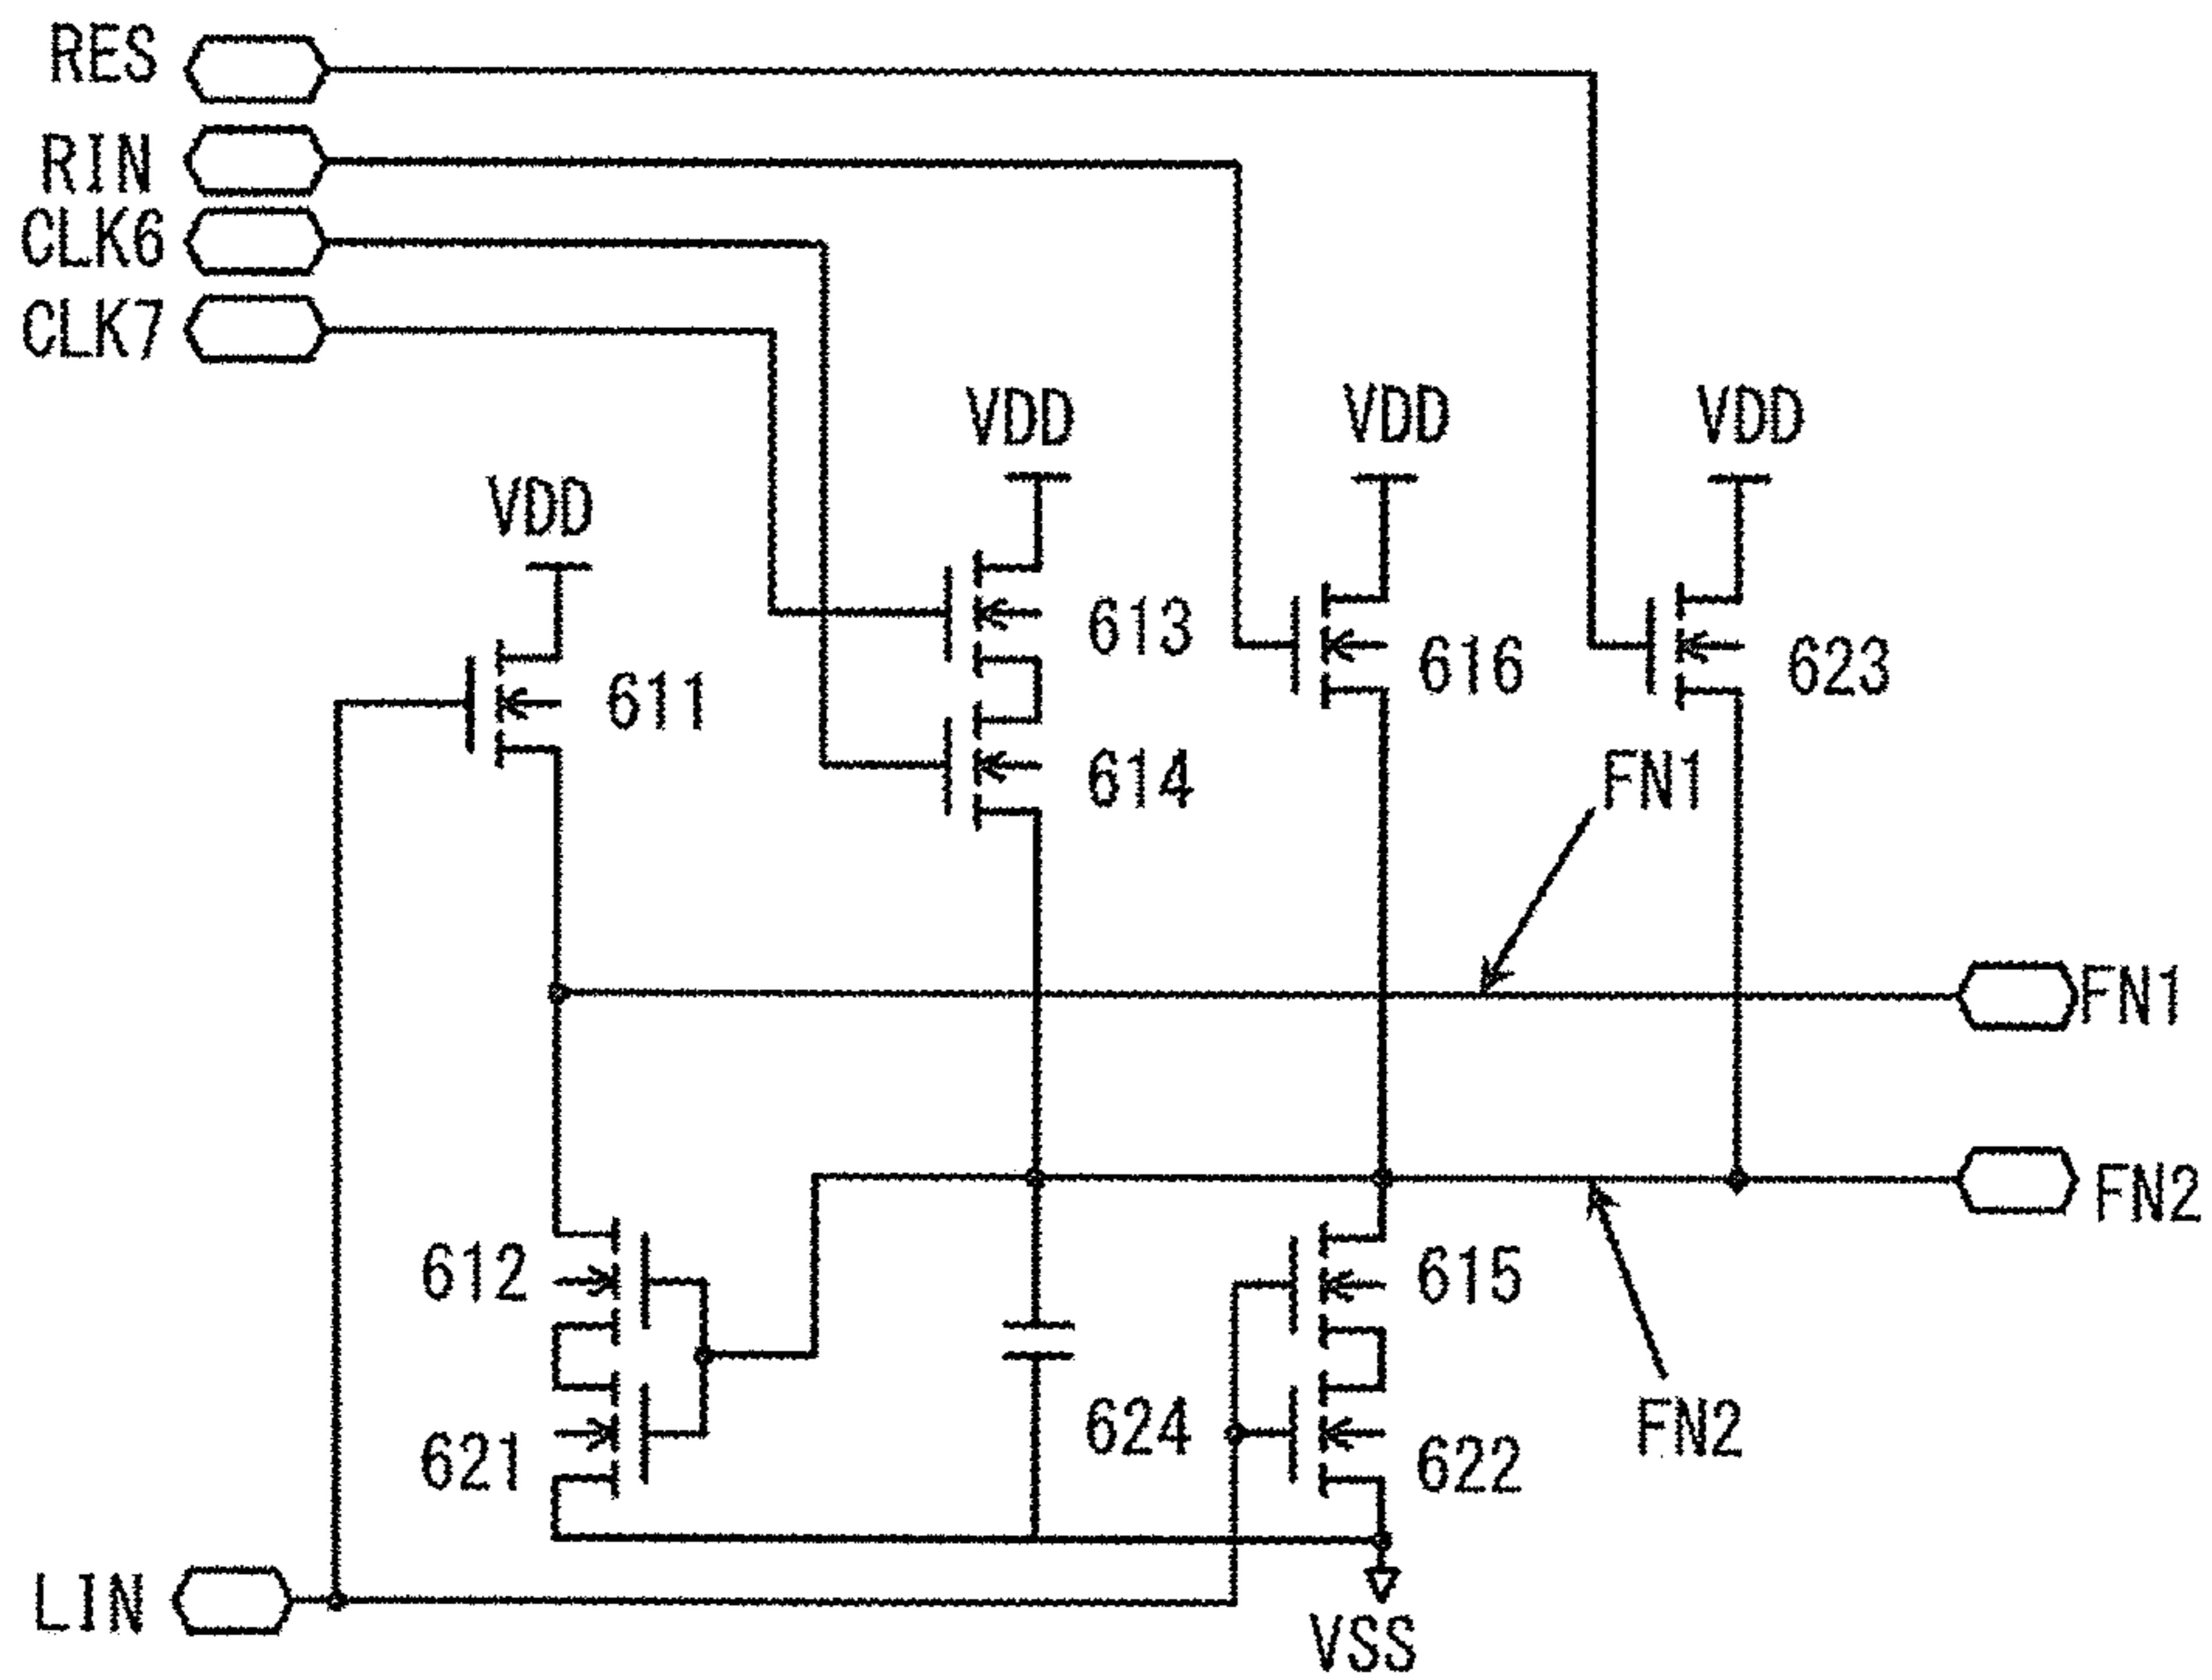 RES
RIN
CLK6
CLK7
VDD
VDD
VDD
VDD
611
613
614
616
623
FN1
FN1
FN2
612
621
624
615
622
FN2
LIN
VSS